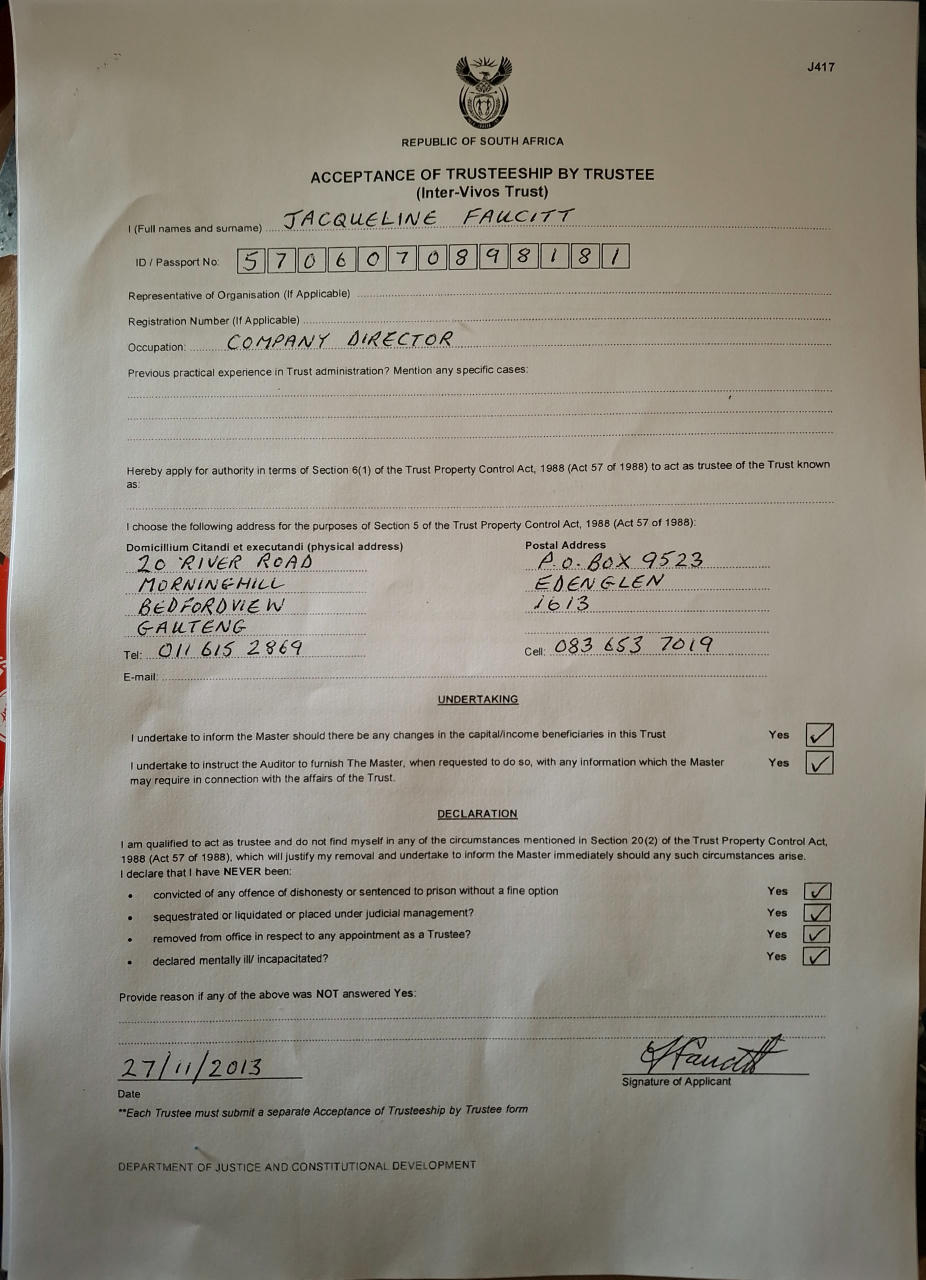 J417
REPUBLIC OF SOUTH AFRICA
ACCEPTANCE OF TRUSTEESHIP BY TRUSTEE
(Inter-Vivos Trust)
I (Full names and surname) JACQUELINE FAUCITT
ID / Passport No: 5706070898181
Representative of Organisation (If Applicable)
Registration Number (If Applicable)
Occupation: COMPANY DIRECTOR
Previous practical experience in Trust administration? Mention any specific cases:
Hereby apply for authority in terms of Section 6(1) of the Trust Property Control Act, 1988 (Act 57 of 1988) to act as trustee of the Trust known
as:
I choose the following address for the purposes of Section 5 of the Trust Property Control Act, 1988 (Act 57 of 1988):
Domicillium Citandi et executandi (physical address) Postal Address
20 RIVER ROAD P.O. BOX 9523
MORNINGHILL EDENGLEN
BEDFORDVIEW 1613
GAUTENG
Tel: 011 615 2869 Cell: 083 653 7019
E-mail:
UNDERTAKING
I undertake to inform the Master should there be any changes in the capital/income beneficiaries in this Trust Yes ✓
I undertake to instruct the Auditor to furnish The Master, when requested to do so, with any information which the Master Yes ✓
may require in connection with the affairs of the Trust.
DECLARATION
I am qualified to act as trustee and do not find myself in any of the circumstances mentioned in Section 20(2) of the Trust Property Control Act,
1988 (Act 57 of 1988), which will justify my removal and undertake to inform the Master immediately should any such circumstances arise.
I declare that I have NEVER been:
• convicted of any offence of dishonesty or sentenced to prison without a fine option Yes ✓
• sequestrated or liquidated or placed under judicial management? Yes ✓
• removed from office in respect to any appointment as a Trustee? Yes ✓
• declared mentally ill/ incapacitated? Yes ✓
Provide reason if any of the above was NOT answered Yes:
27/11/2013 JFaucitt
Date Signature of Applicant
**Each Trustee must submit a separate Acceptance of Trusteeship by Trustee form
DEPARTMENT OF JUSTICE AND CONSTITUTIONAL DEVELOPMENT